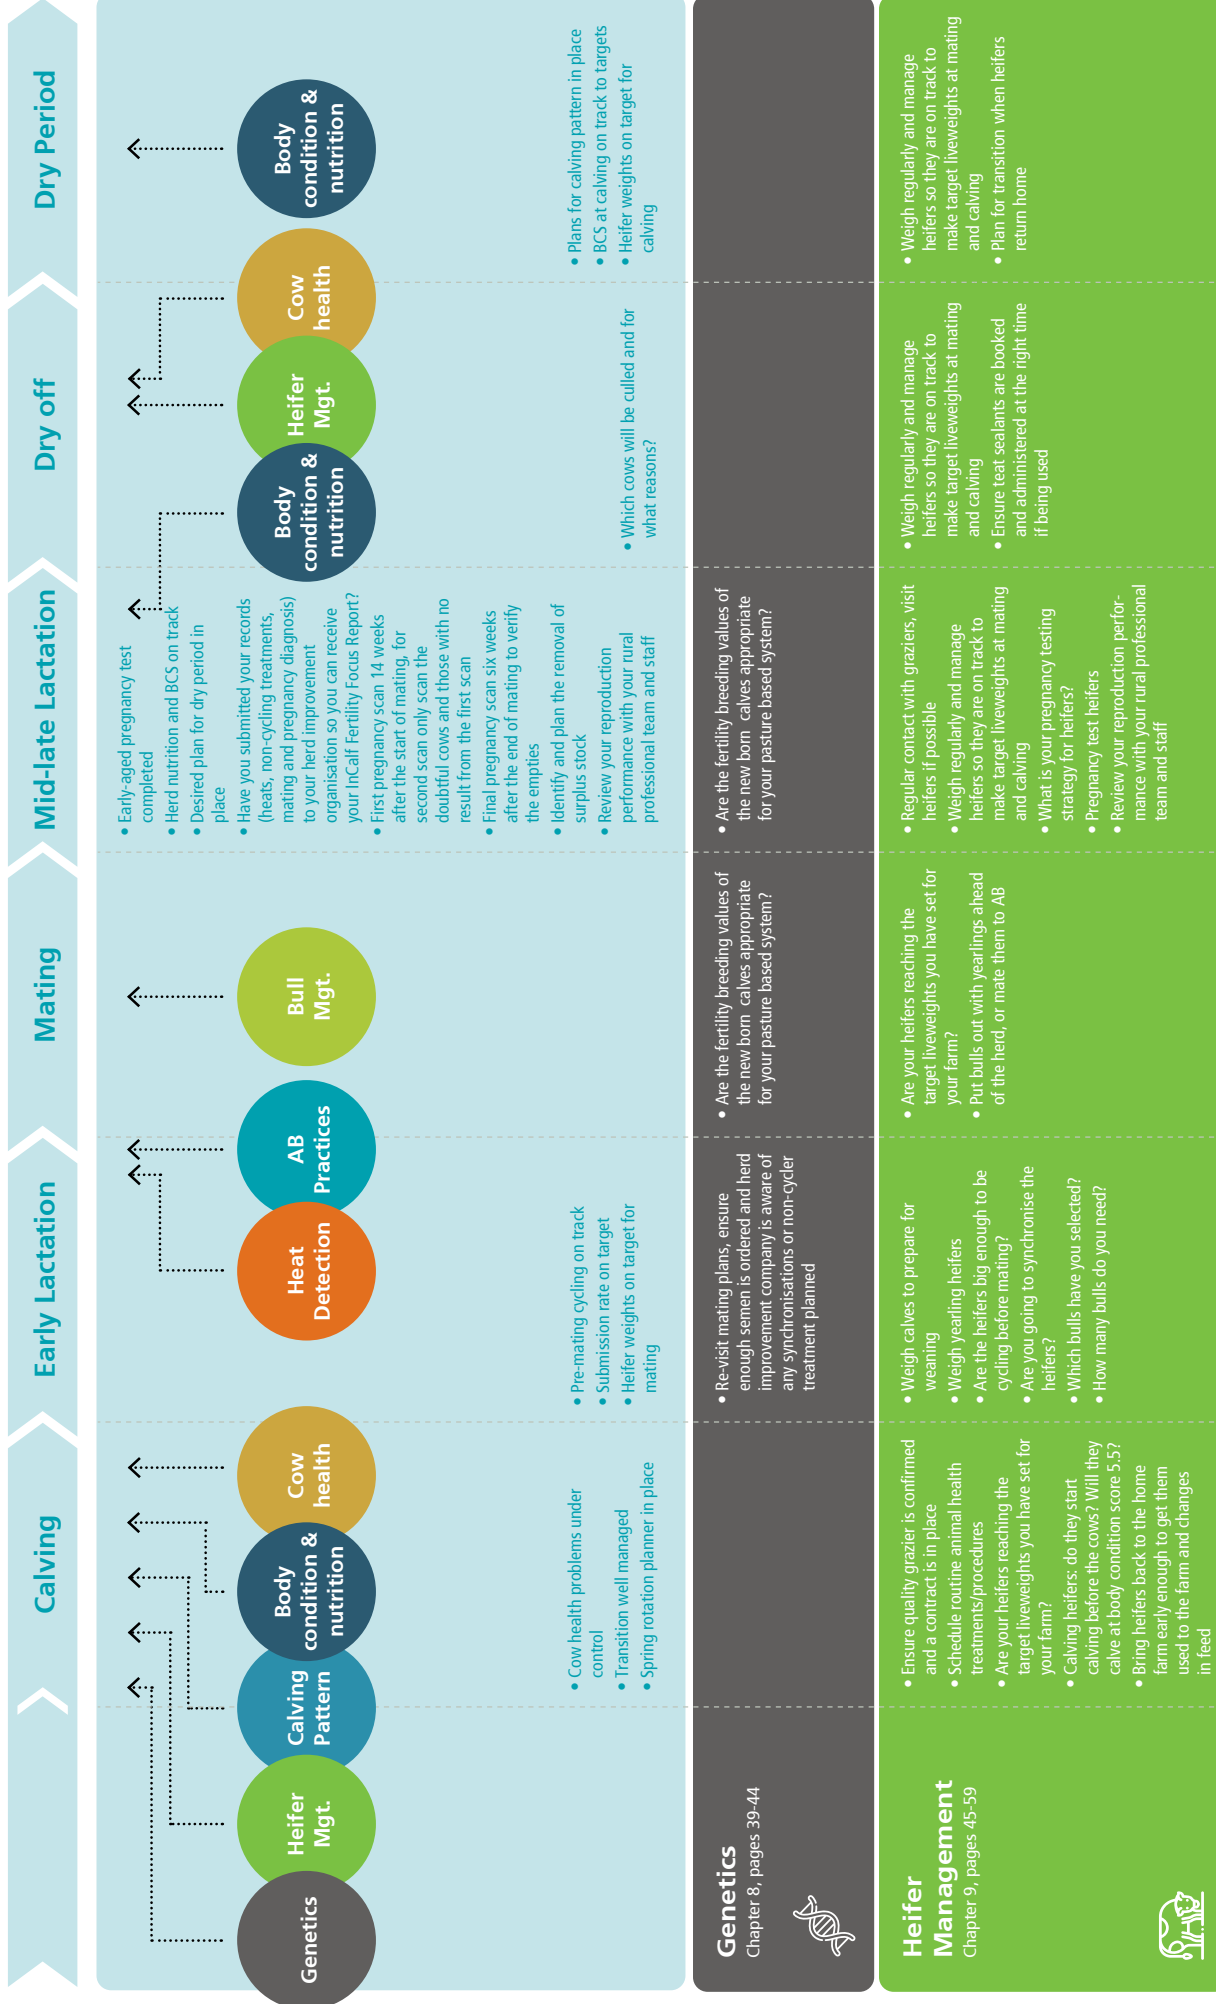 Calving
Early Lactation
Mating
Mid-late Lactation
Dry off
Dry Period
Genetics
Heifer
Mgt.
Calving
Pattern
Body
condition &
nutrition
Cow
health
Heat
Detection
AB
Practices
Bull
Mgt.
Body
condition &
nutrition
Heifer
Mgt.
Cow
health
Body
condition &
nutrition
• Cow health problems under
control
• Transition well managed
• Spring rotation planner in place
• Pre-mating cycling on track
• Submission rate on target
• Heifer weights on target for
mating
• Early-aged pregnancy test
completed
• Herd nutrition and BCS on track
• Desired plan for dry period in
place
• Have you submitted your records
(heats, non-cycling treatments,
mating and pregnancy diagnosis)
to your herd improvement
organisation so you can receive
your InCalf Fertility Focus Report?
• First pregnancy scan 14 weeks
after the start of mating, for
second scan only scan the
doubtful cows and those with no
result from the first scan
• Final pregnancy scan six weeks
after the end of mating to verify
the empties
• Identify and plan the removal of
surplus stock
• Review your reproduction
performance with your rural
professional team and staff
• Which cows will be culled and for
what reasons?
• Plans for calving pattern in place
• BCS at calving on track to targets
• Heifer weights on target for
calving
Genetics
Chapter 8, pages 39-44
• Re-visit mating plans, ensure
enough semen is ordered and herd
improvement company is aware of
any synchronisations or non-cycler
treatment planned
• Are the fertility breeding values of
the new born calves appropriate
for your pasture based system?
• Are the fertility breeding values of
the new born calves appropriate
for your pasture based system?
Heifer
Management
Chapter 9, pages 45-59
• Ensure quality grazier is confirmed
and a contract is in place
• Schedule routine animal health
treatments/procedures
• Are your heifers reaching the
target liveweights you have set for
your farm?
• Calving heifers: do they start
calving before the cows? Will they
calve at body condition score 5.5?
• Bring heifers back to the home
farm early enough to get them
used to the farm and changes
in feed
• Weigh calves to prepare for
weaning
• Weigh yearling heifers
• Are the heifers big enough to be
cycling before mating?
• Are you going to synchronise the
heifers?
• Which bulls have you selected?
• How many bulls do you need?
• Are your heifers reaching the
target liveweights you have set for
your farm?
• Put bulls out with yearlings ahead
of the herd, or mate them to AB
• Regular contact with graziers, visit
heifers if possible
• Weigh regularly and manage
heifers so they are on track to
make target liveweights at mating
and calving
• What is your pregnancy testing
strategy for heifers?
• Pregnancy test heifers
• Review your reproduction perfor-
mance with your rural professional
team and staff
• Weigh regularly and manage
heifers so they are on track to
make target liveweights at mating
and calving
• Ensure teat sealants are booked
and administered at the right time
if being used
• Weigh regularly and manage
heifers so they are on track to
make target liveweights at mating
and calving
• Plan for transition when heifers
return home